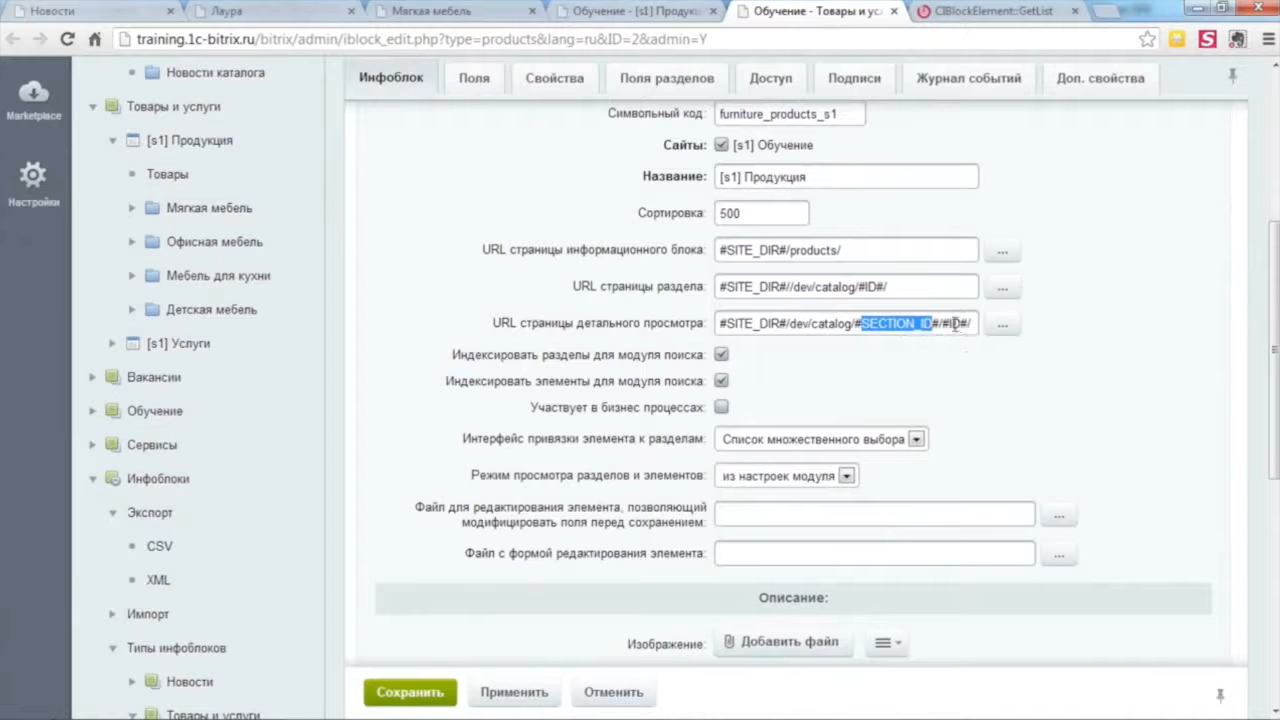 Новости
Лаура
Мягкая мебель
Обучение - [s1] Продукц
Обучение - Товары и ус
CIBlockElement::GetList
training.1c-bitrix.ru/bitrix/admin/iblock_edit.php?type=products&lang=ru&ID=2&admin=Y
Marketplace
Настройки
Новости каталога
Товары и услуги
[s1] Продукция
Товары
Мягкая мебель
Офисная мебель
Мебель для кухни
Детская мебель
[s1] Услуги
Вакансии
Обучение
Сервисы
Инфоблоки
Экспорт
CSV
XML
Импорт
Типы инфоблоков
Новости
Товары и услуги
Инфоблок
Поля
Свойства
Поля разделов
Доступ
Подписи
Журнал событий
Доп. свойства
Символьный код: furniture_products_s1
Сайты: [s1] Обучение
Название: [s1] Продукция
Сортировка: 500
URL страницы информационного блока: #SITE_DIR#/products/ ...
URL страницы раздела: #SITE_DIR#//dev/catalog/#ID#/ ...
URL страницы детального просмотра: #SITE_DIR#/dev/catalog/#SECTION_ID#/#ID#/ ...
Индексировать разделы для модуля поиска:
Индексировать элементы для модуля поиска:
Участвует в бизнес процессах:
Интерфейс привязки элемента к разделам: Список множественного выбора
Режим просмотра разделов и элементов: из настроек модуля
Файл для редактирования элемента, позволяющий
модифицировать поля перед сохранением: ...
Файл с формой редактирования элемента: ...
Описание:
Изображение: Добавить файл
Сохранить
Применить
Отменить